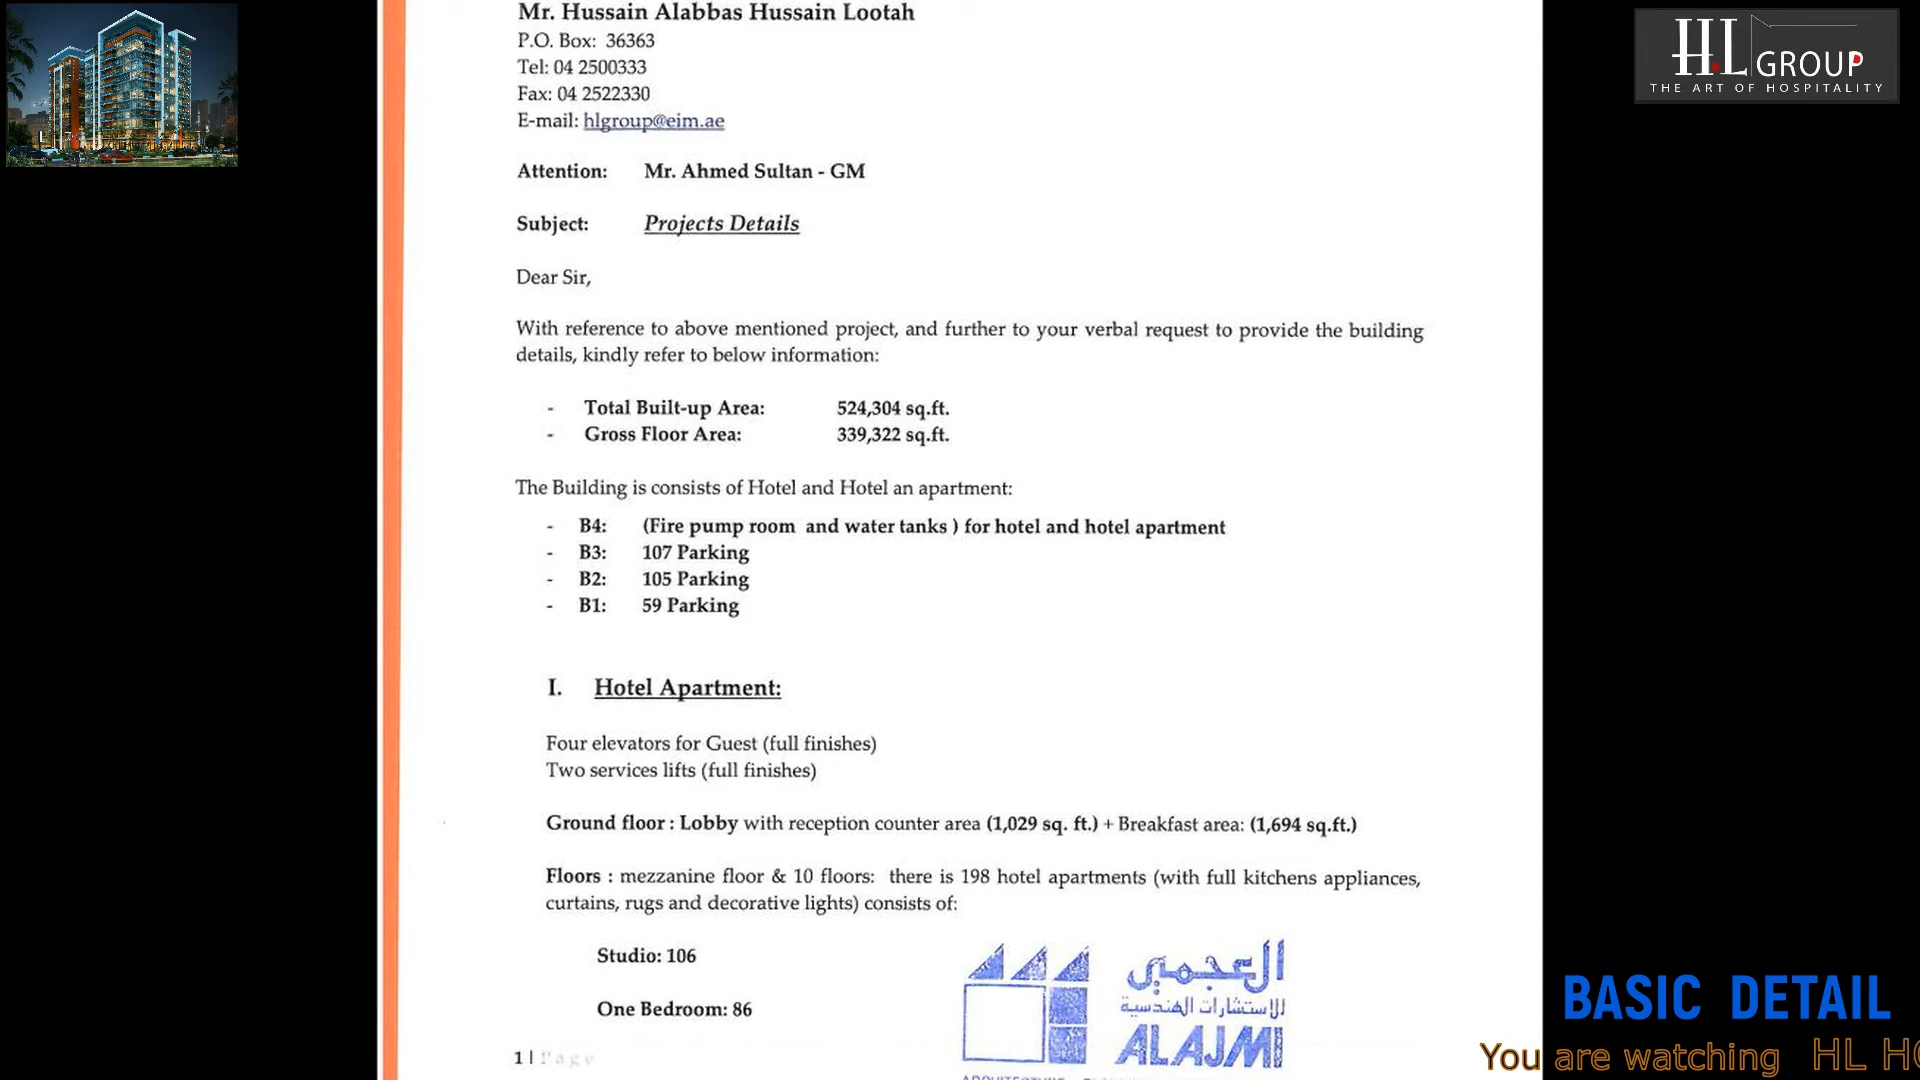 Mr. Hussain Alabbas Hussain Lootah
P.O. Box: 36363
Tel: 04 2500333
Fax: 04 2522330
E-mail: hlgroup@eim.ae
Attention: Mr. Ahmed Sultan - GM
Subject: Projects Details
Dear Sir,
With reference to above mentioned project, and further to your verbal request to provide the building
details, kindly refer to below information:
- Total Built-up Area: 524,304 sq.ft.
- Gross Floor Area: 339,322 sq.ft.
The Building is consists of Hotel and Hotel an apartment:
- B4: (Fire pump room and water tanks ) for hotel and hotel apartment
- B3: 107 Parking
- B2: 105 Parking
- B1: 59 Parking
I. Hotel Apartment:
Four elevators for Guest (full finishes)
Two services lifts (full finishes)
Ground floor : Lobby with reception counter area (1,029 sq. ft.) + Breakfast area: (1,694 sq.ft.)
Floors : mezzanine floor & 10 floors: there is 198 hotel apartments (with full kitchens appliances,
curtains, rugs and decorative lights) consists of:
Studio: 106
One Bedroom: 86
1 | Page
العجمي
للاستشارات الهندسية
ALAJMI
HL GROUP
THE ART OF HOSPITALITY
BASIC DETAIL
You are watching HL